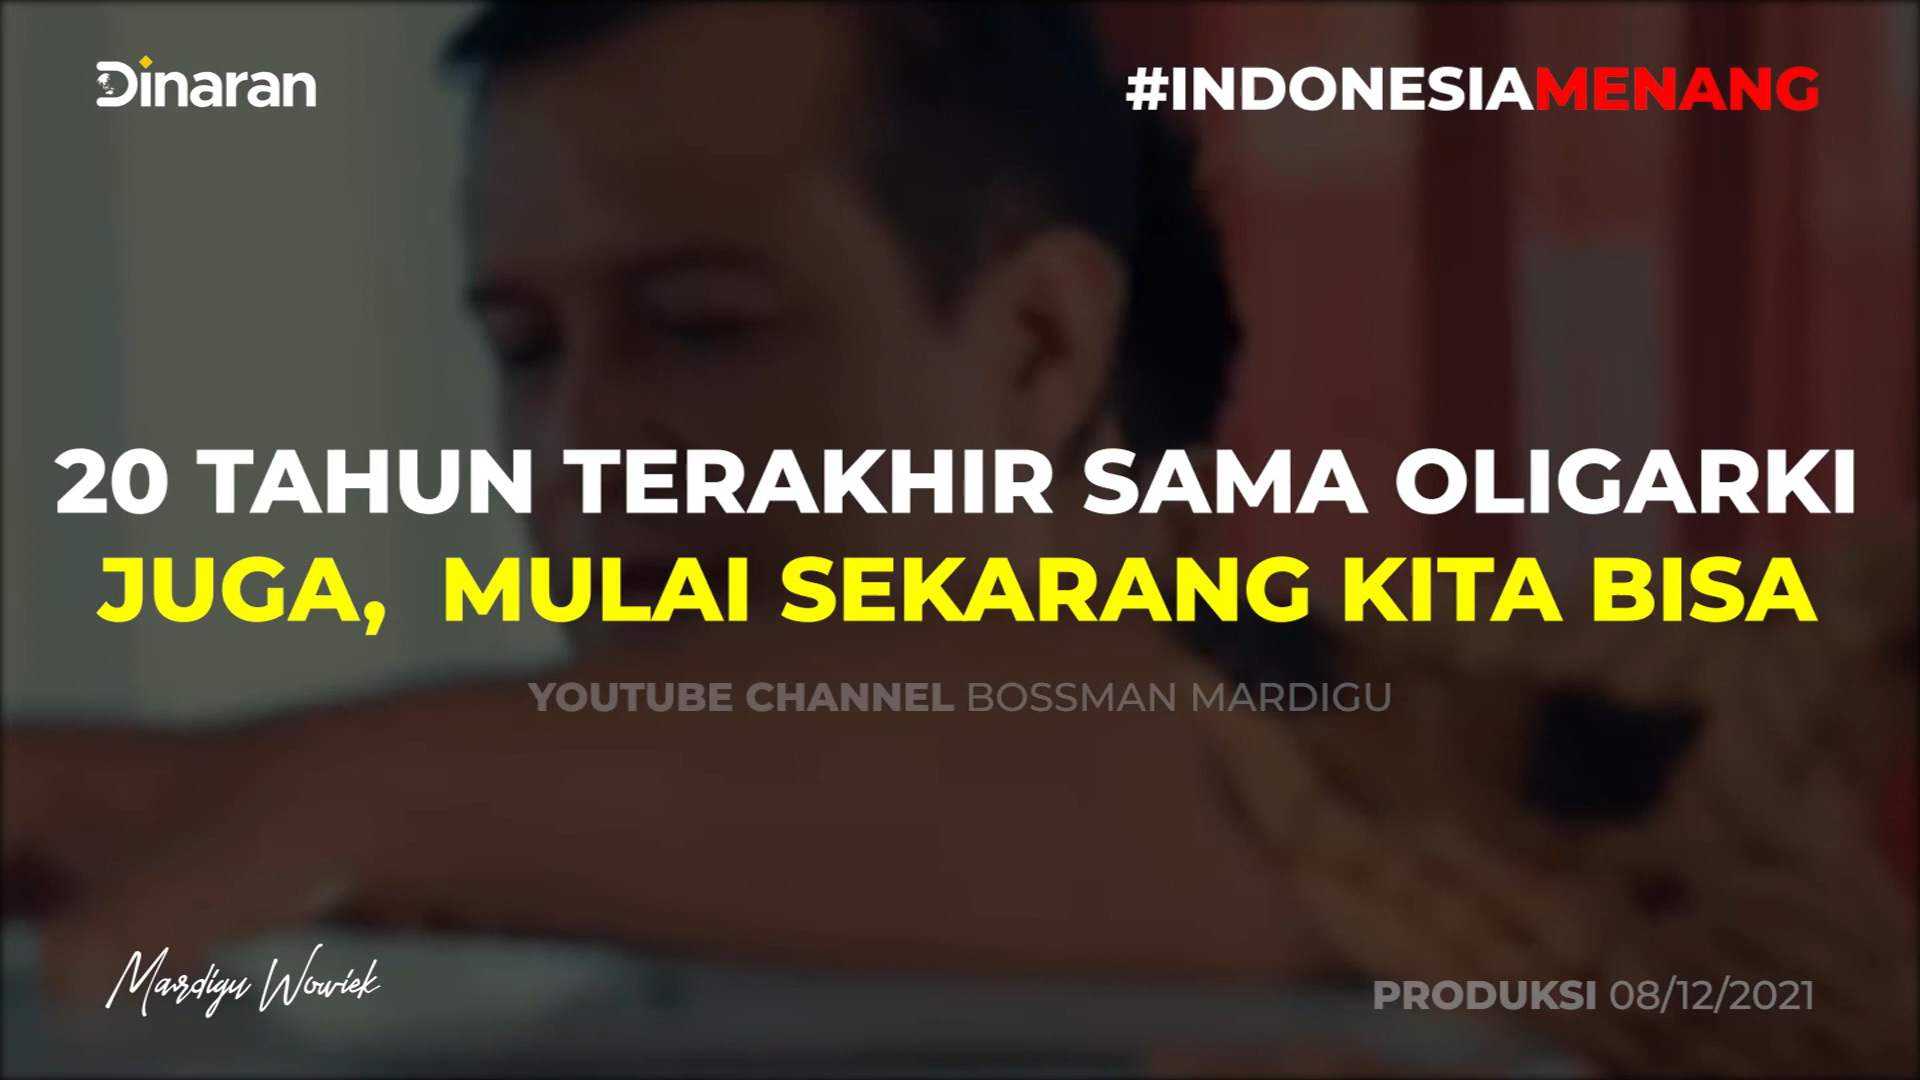 Dinaran
#INDONESIAMENANG
20 TAHUN TERAKHIR SAMA OLIGARKI
JUGA, MULAI SEKARANG KITA BISA
YOUTUBE CHANNEL BOSSMAN MARDIGU
Mardigu Wowiek
PRODUKSI 08/12/2021